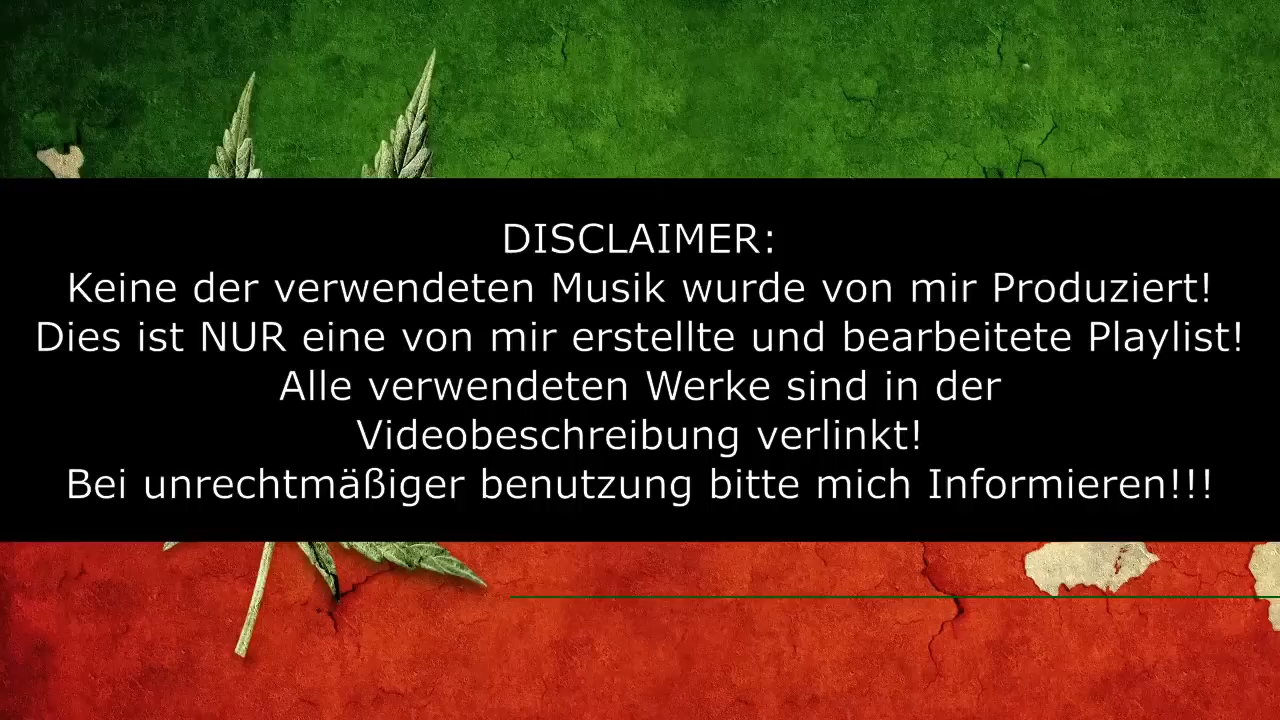 DISCLAIMER:
Keine der verwendeten Musik wurde von mir Produziert!
Dies ist NUR eine von mir erstellte und bearbeitete Playlist!
Alle verwendeten Werke sind in der
Videobeschreibung verlinkt!
Bei unrechtmäßiger benutzung bitte mich Informieren!!!